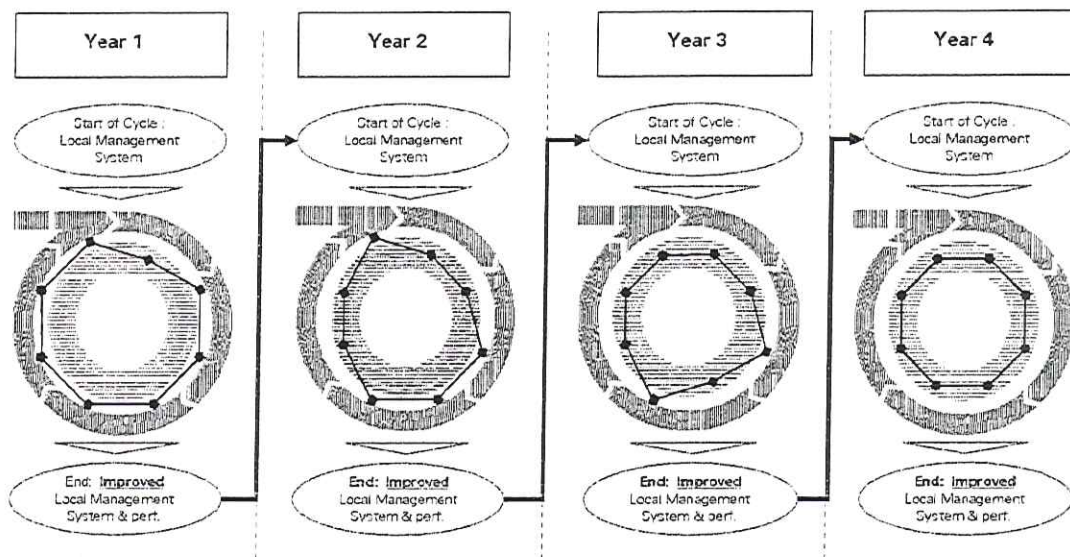 Year 1
Year 2
Year 3
Year 4
Start of Cycle :
Local Management
System
Start of Cycle :
Local Management
System
Start of Cycle :
Local Management
System
Start of Cycle :
Local Management
System
End: Improved
Local Management
System & perf.
End: Improved
Local Management
System & perf.
End: Improved
Local Management
System & perf.
End: Improved
Local Management
System & perf.